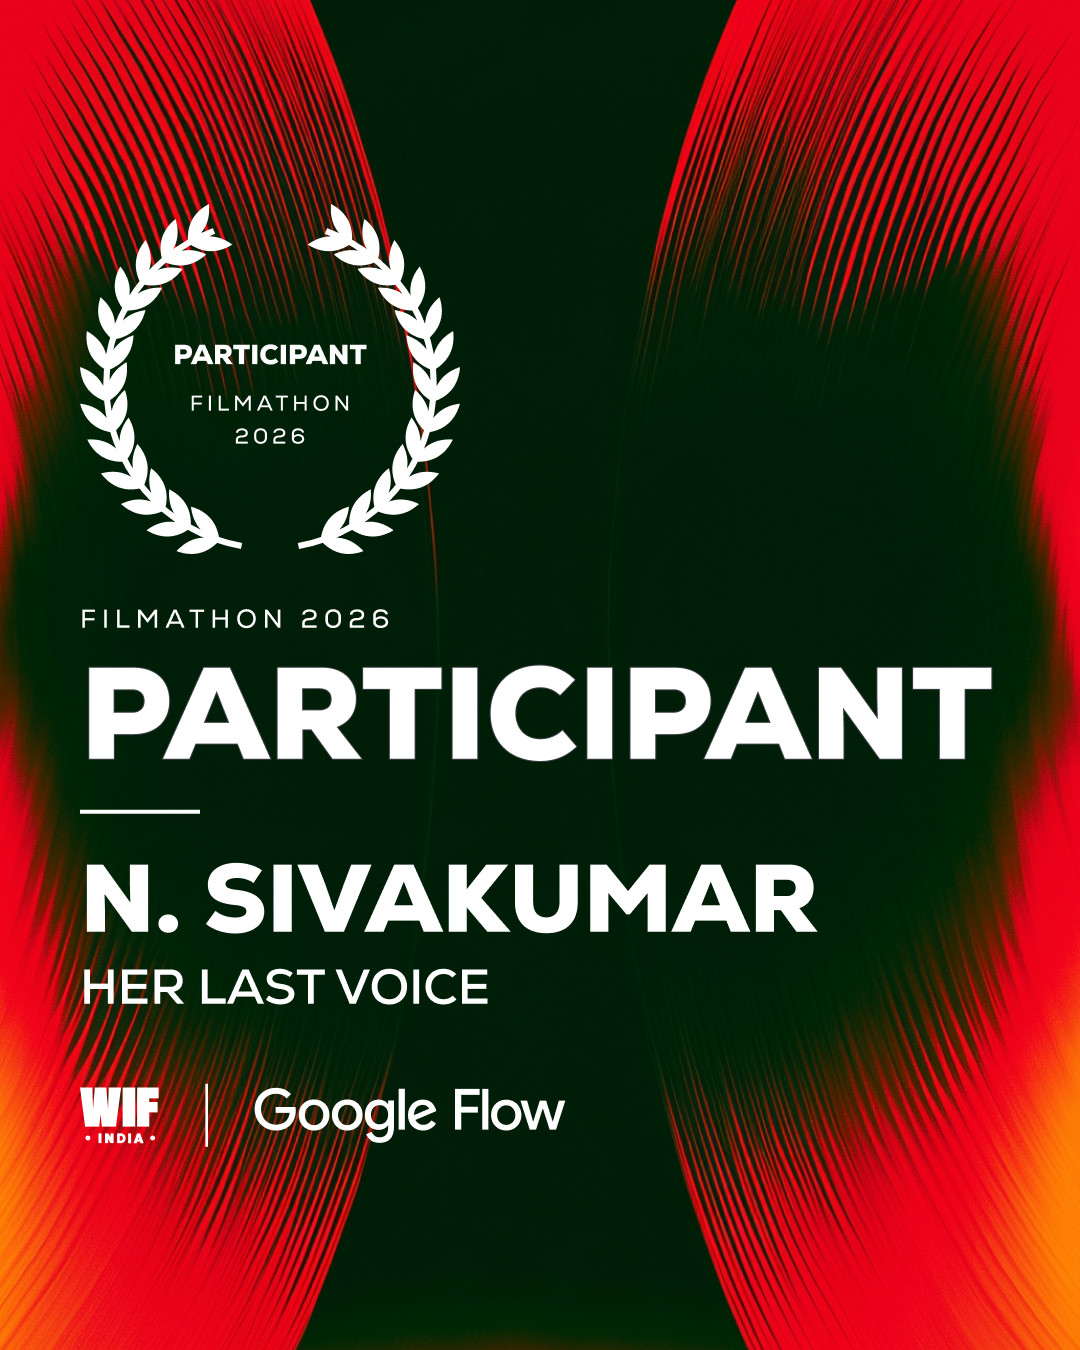 PARTICIPANT
FILMATHON
2026
FILMATHON 2026
PARTICIPANT
N. SIVAKUMAR
HER LAST VOICE
WIF
• INDIA •
Google Flow